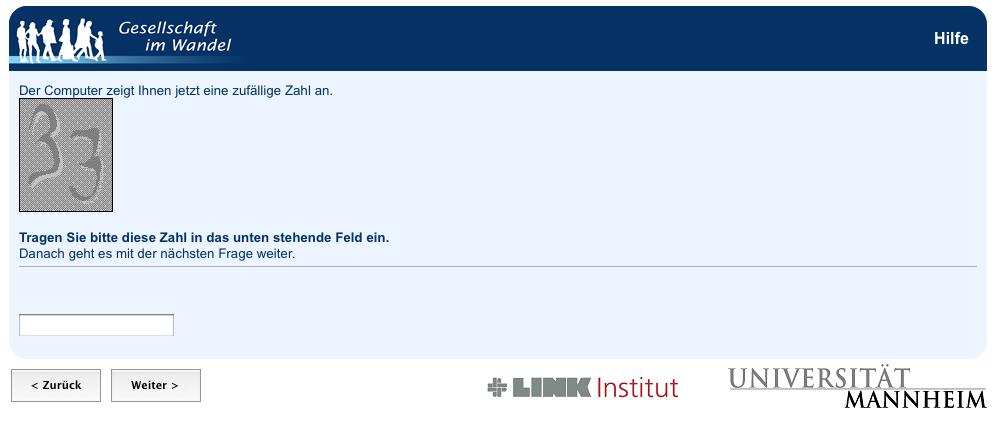 Gesellschaft
im Wandel
Hilfe
Der Computer zeigt Ihnen jetzt eine zufällige Zahl an.
33
Tragen Sie bitte diese Zahl in das unten stehende Feld ein.
Danach geht es mit der nächsten Frage weiter.
< Zurück
Weiter >
LINK Institut
UNIVERSITÄT
MANNHEIM